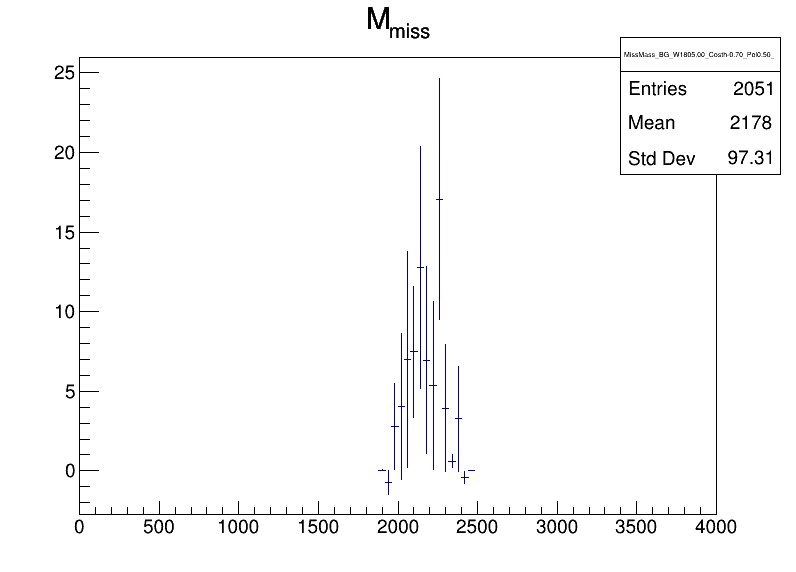 M_miss
MissMass_BG_W1805.00_Costh-0.70_Pol0.50_
Entries 2051
Mean 2178
Std Dev 97.31
25
20
15
10
5
0
0 500 1000 1500 2000 2500 3000 3500 4000